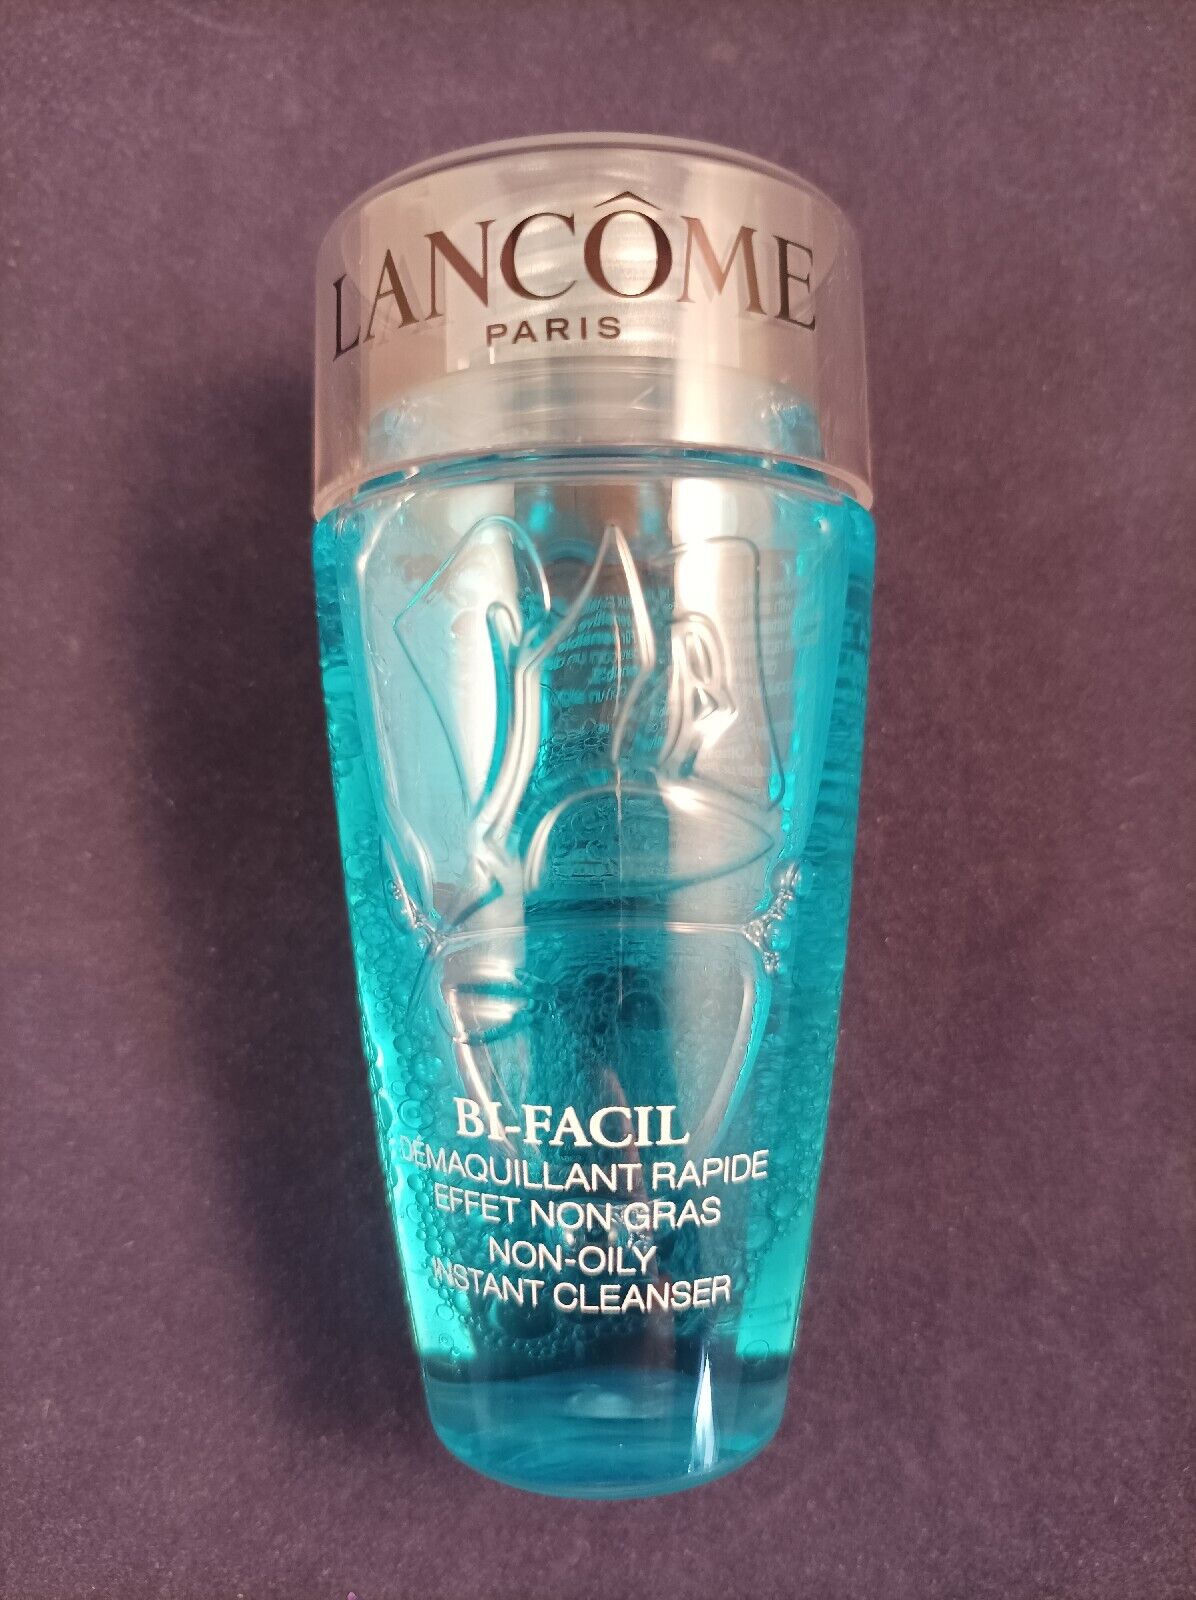 LANCÔME
PARIS
BI-FACIL
DÉMAQUILLANT RAPIDE
EFFET NON GRAS
NON-OILY
INSTANT CLEANSER